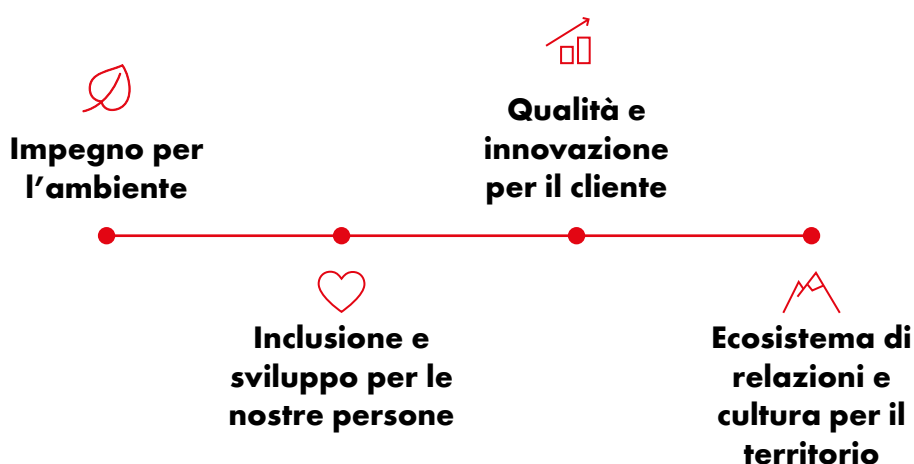 Impegno per
l’ambiente
Inclusione e
sviluppo per le
nostre persone
Qualità e
innovazione
per il cliente
Ecosistema di
relazioni e
cultura per il
territorio